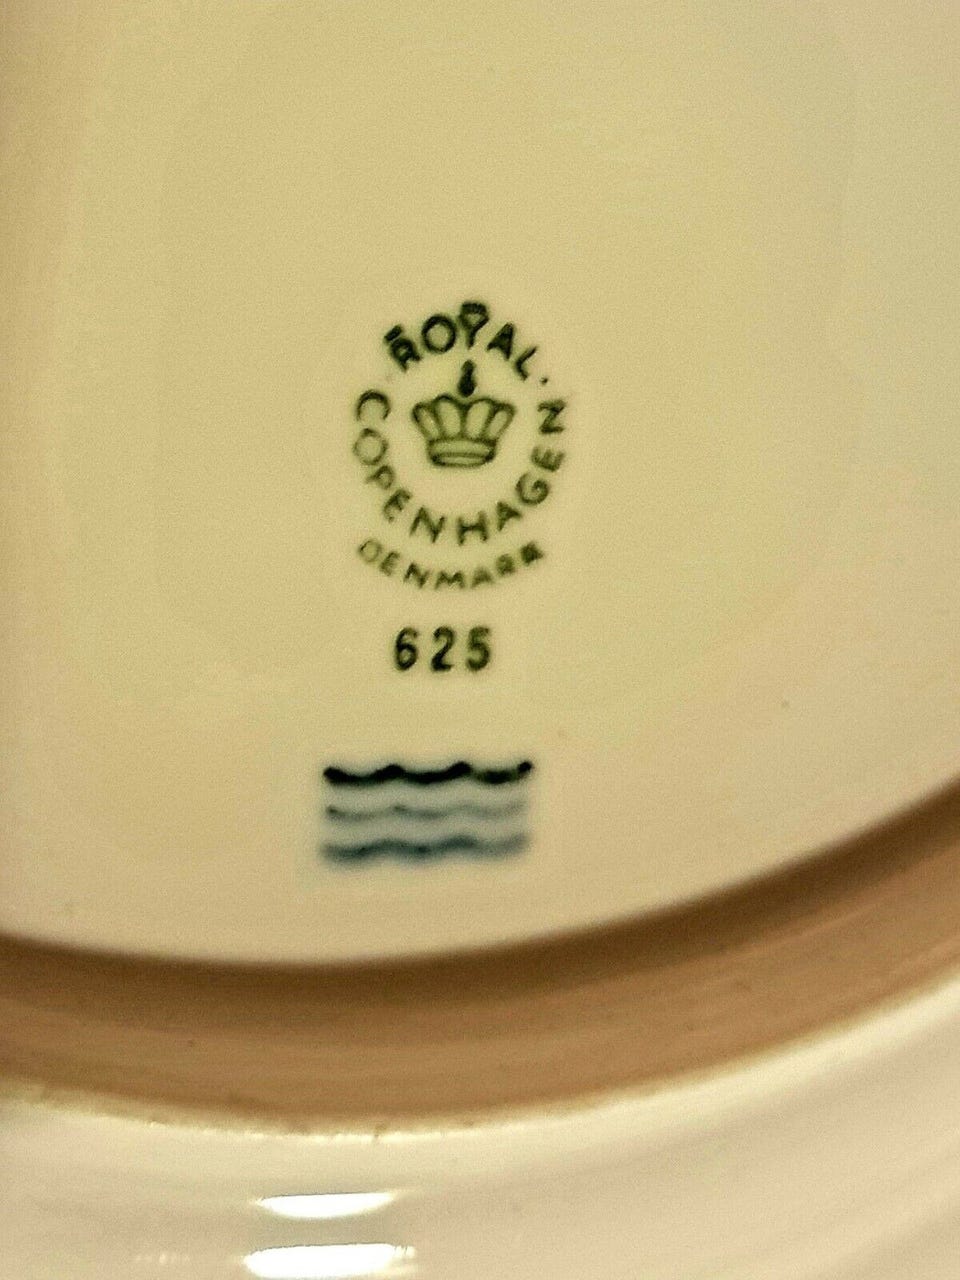 ROYAL
COPENHAGEN
DENMARK
625